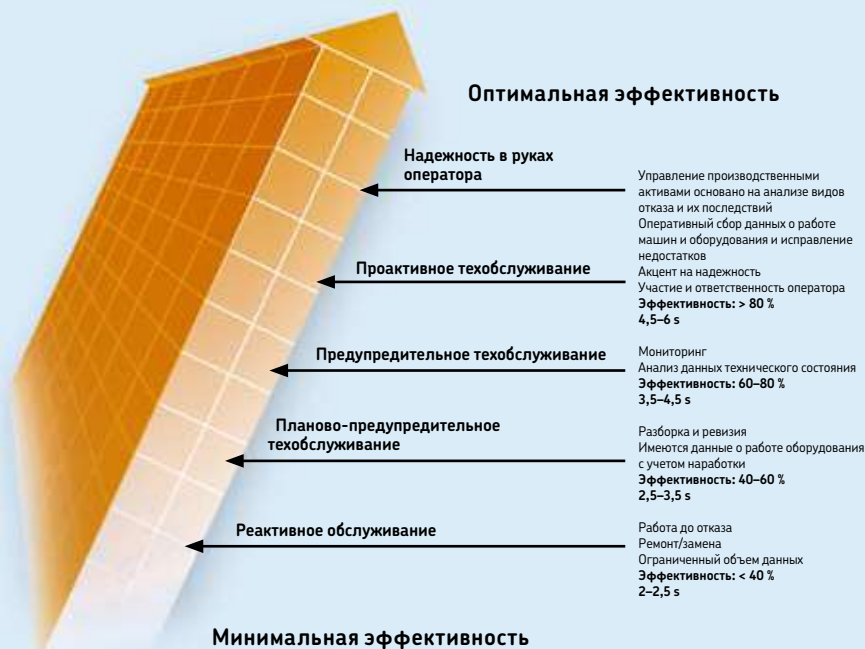 Оптимальная эффективность
Надежность в руках
оператора
Управление производственными
активами основано на анализе видов
отказа и их последствий
Оперативный сбор данных о работе
машин и оборудования и исправление
недостатков
Акцент на надежность
Участие и ответственность оператора
Эффективность: > 80 %
4,5–6 s
Проактивное техобслуживание
Предупредительное техобслуживание
Мониторинг
Анализ данных технического состояния
Эффективность: 60–80 %
3,5–4,5 s
Планово-предупредительное
техобслуживание
Разборка и ревизия
Имеются данные о работе оборудования
с учетом наработки
Эффективность: 40–60 %
2,5–3,5 s
Реактивное обслуживание
Работа до отказа
Ремонт/замена
Ограниченный объем данных
Эффективность: < 40 %
2–2,5 s
Минимальная эффективность